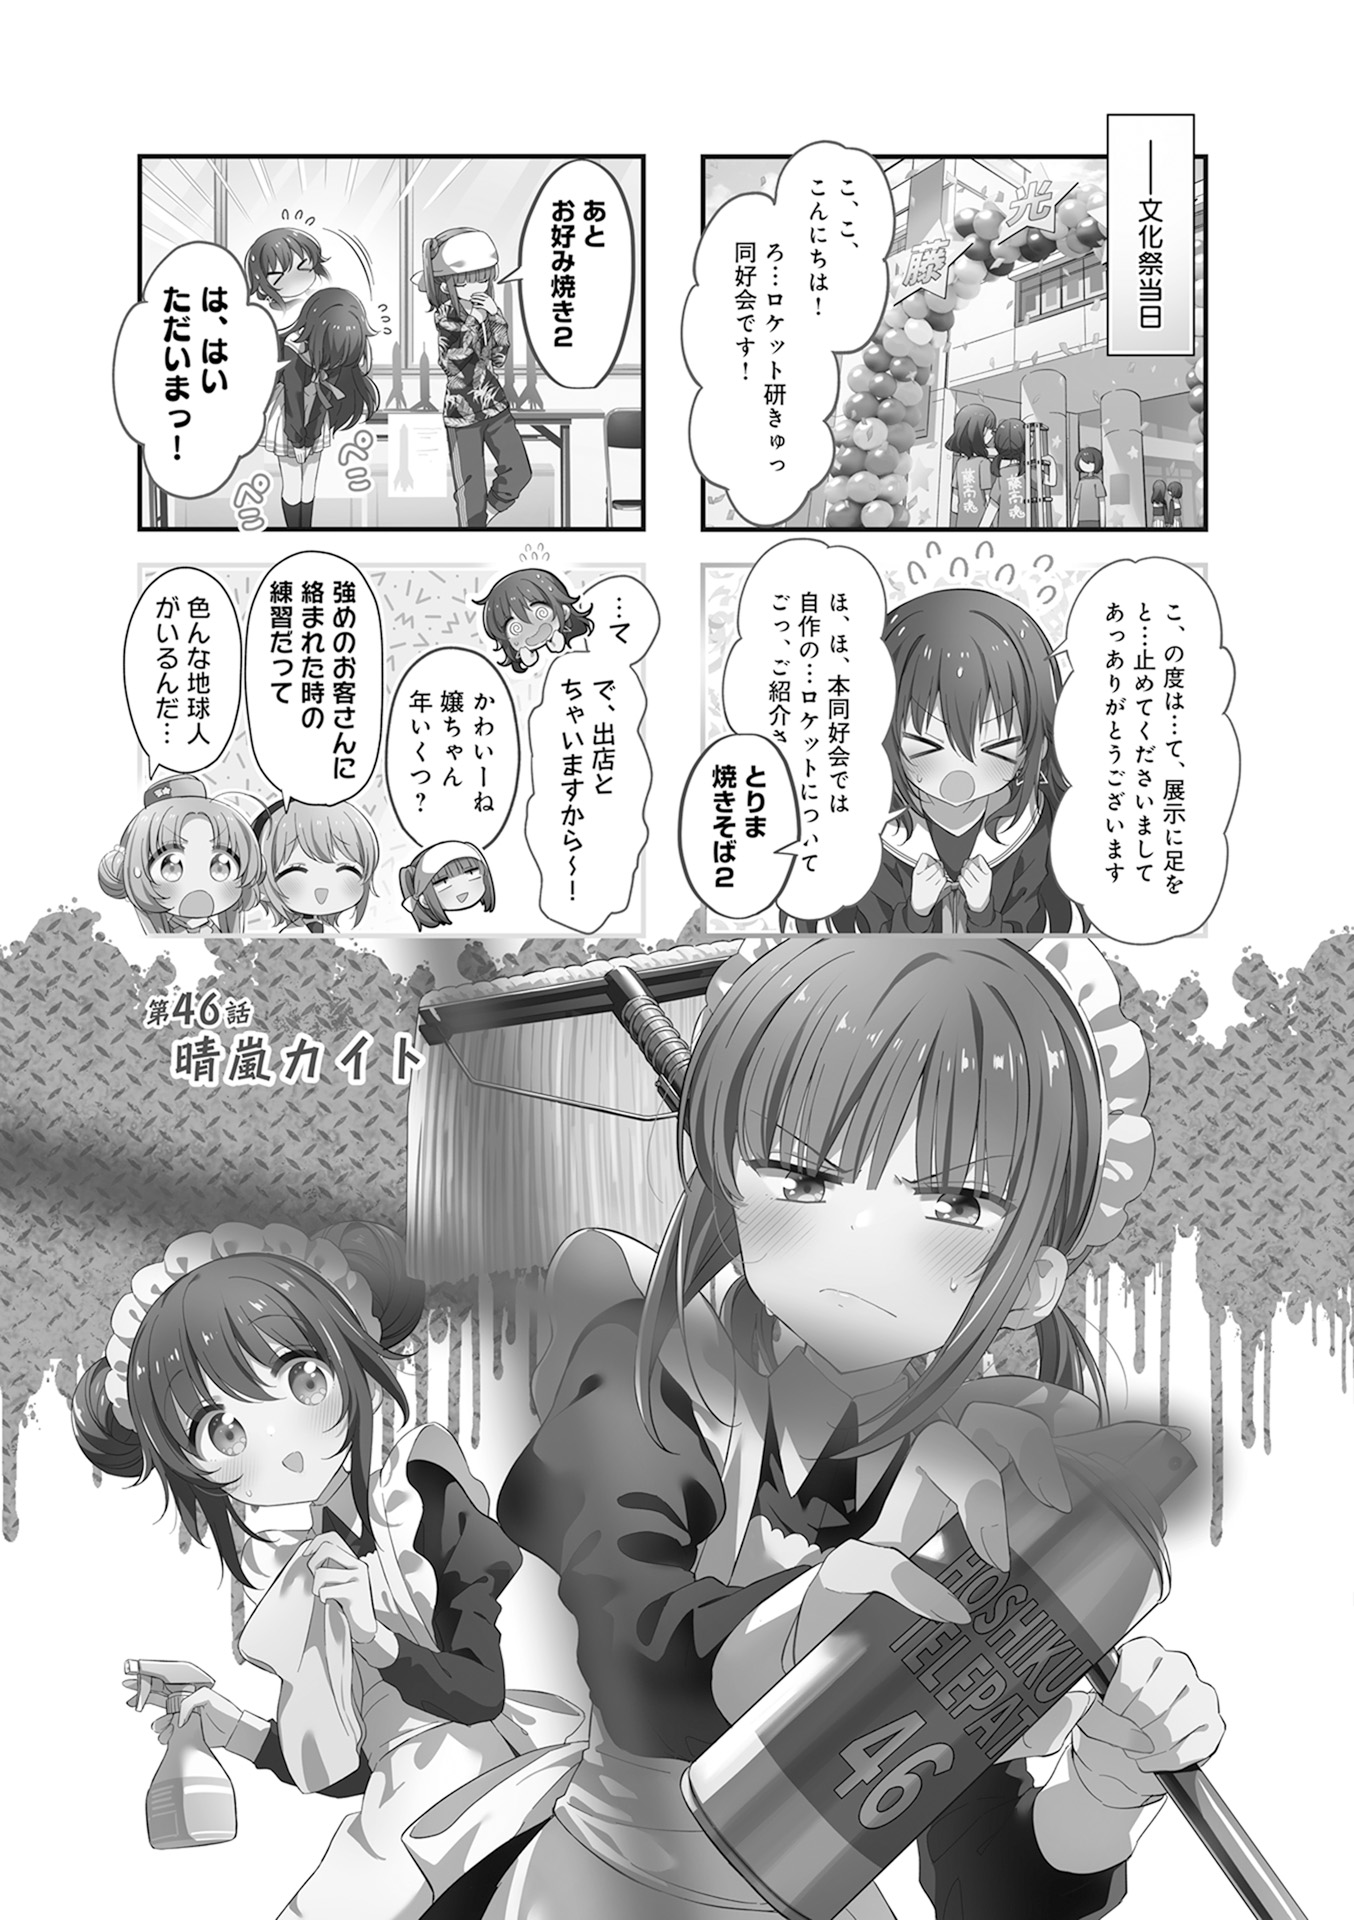 ――文化祭当日
光
藤
藤高魂
藤高魂
こ、こ、
こんにちは！
ろ…ロケット研きゅっ
同好会です！
こ、の度は…て、展示に足を
と…止めてくださいまして
あっありがとうございます
ほ、ほ、本同好会では
自作の…ロケットについて
ごっ、ご紹介さ
とりま
焼きそば2
あと
お好み焼き2
は、はい
ただいまっ！
ペコ
ペコ
…て
で、出店と
ちゃいますから～！
かわいーね
嬢ちゃん
年いくつ？
強めのお客さんに
絡まれた時の
練習だって
色んな地球人
がいるんだ…
第46話
晴嵐カイト
HOSHIKU
TELEPAT
46